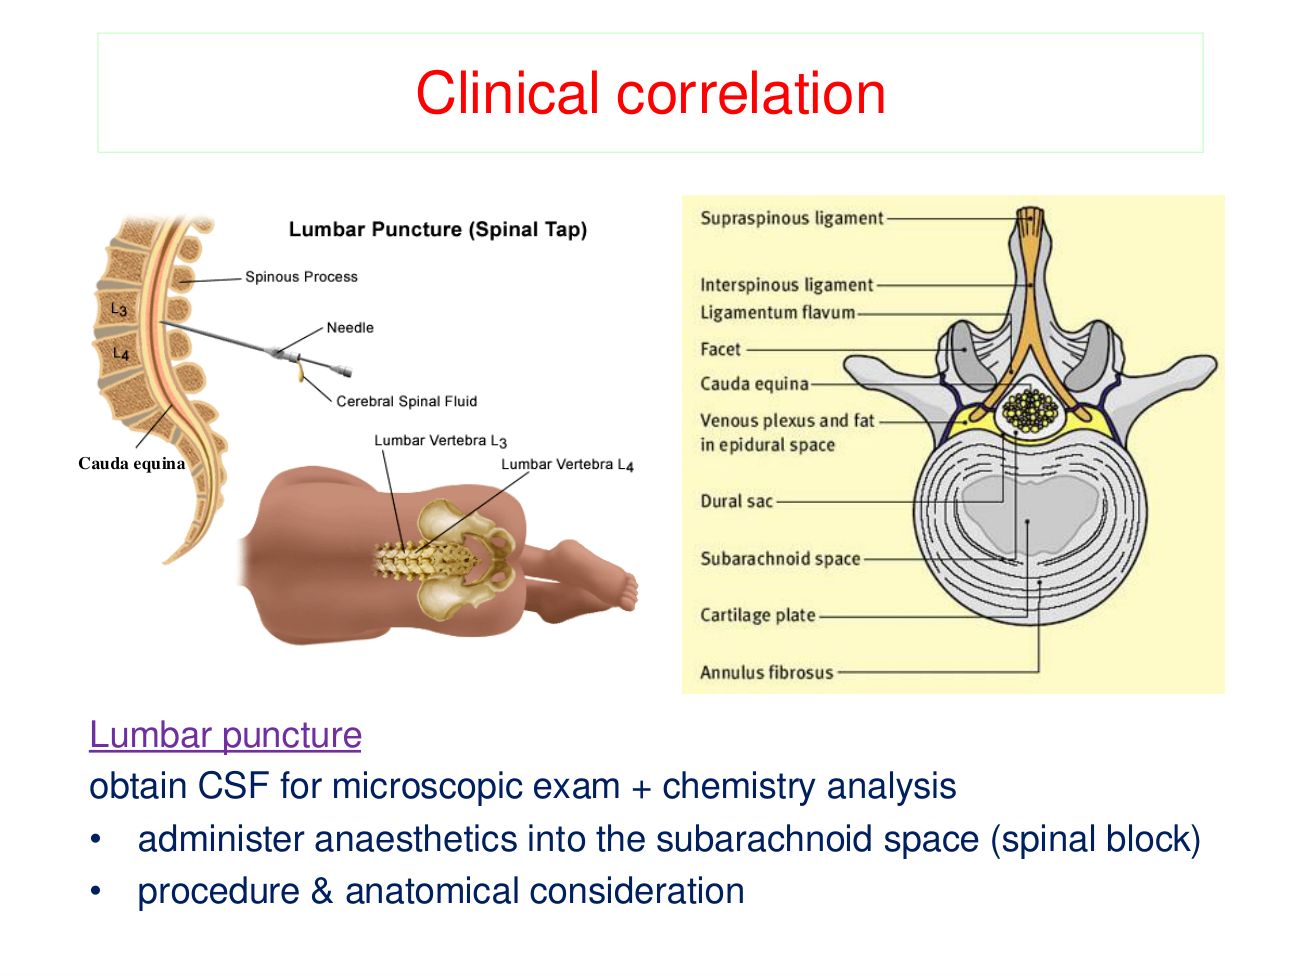 Clinical correlation
Lumbar Puncture (Spinal Tap)
Spinous Process
L3
Needle
L4
Cerebral Spinal Fluid
Cauda equina
Lumbar Vertebra L3
Lumbar Vertebra L4
Supraspinous ligament
Interspinous ligament
Ligamentum flavum
Facet
Cauda equina
Venous plexus and fat
in epidural space
Dural sac
Subarachnoid space
Cartilage plate
Annulus fibrosus
Lumbar puncture
obtain CSF for microscopic exam + chemistry analysis
• administer anaesthetics into the subarachnoid space (spinal block)
• procedure & anatomical consideration